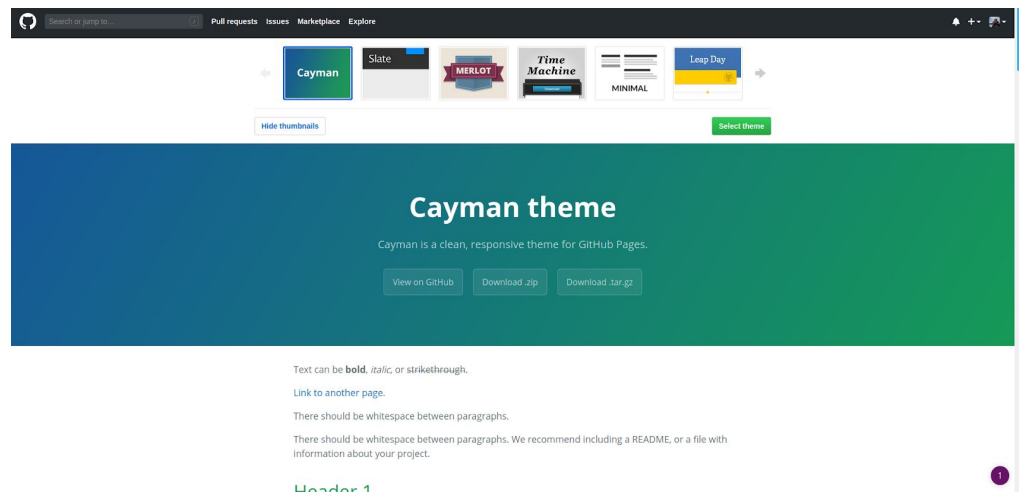 Search or jump to... /
Pull requests Issues Marketplace Explore
Cayman
Slate
MERLOT
Time
Machine
MINIMAL
Leap Day
Hide thumbnails
Select theme
Cayman theme
Cayman is a clean, responsive theme for GitHub Pages.
View on GitHub Download .zip Download .tar.gz
Text can be bold, italic, or strikethrough.
Link to another page.
There should be whitespace between paragraphs.
There should be whitespace between paragraphs. We recommend including a README, or a file with
information about your project.
Header 1
1